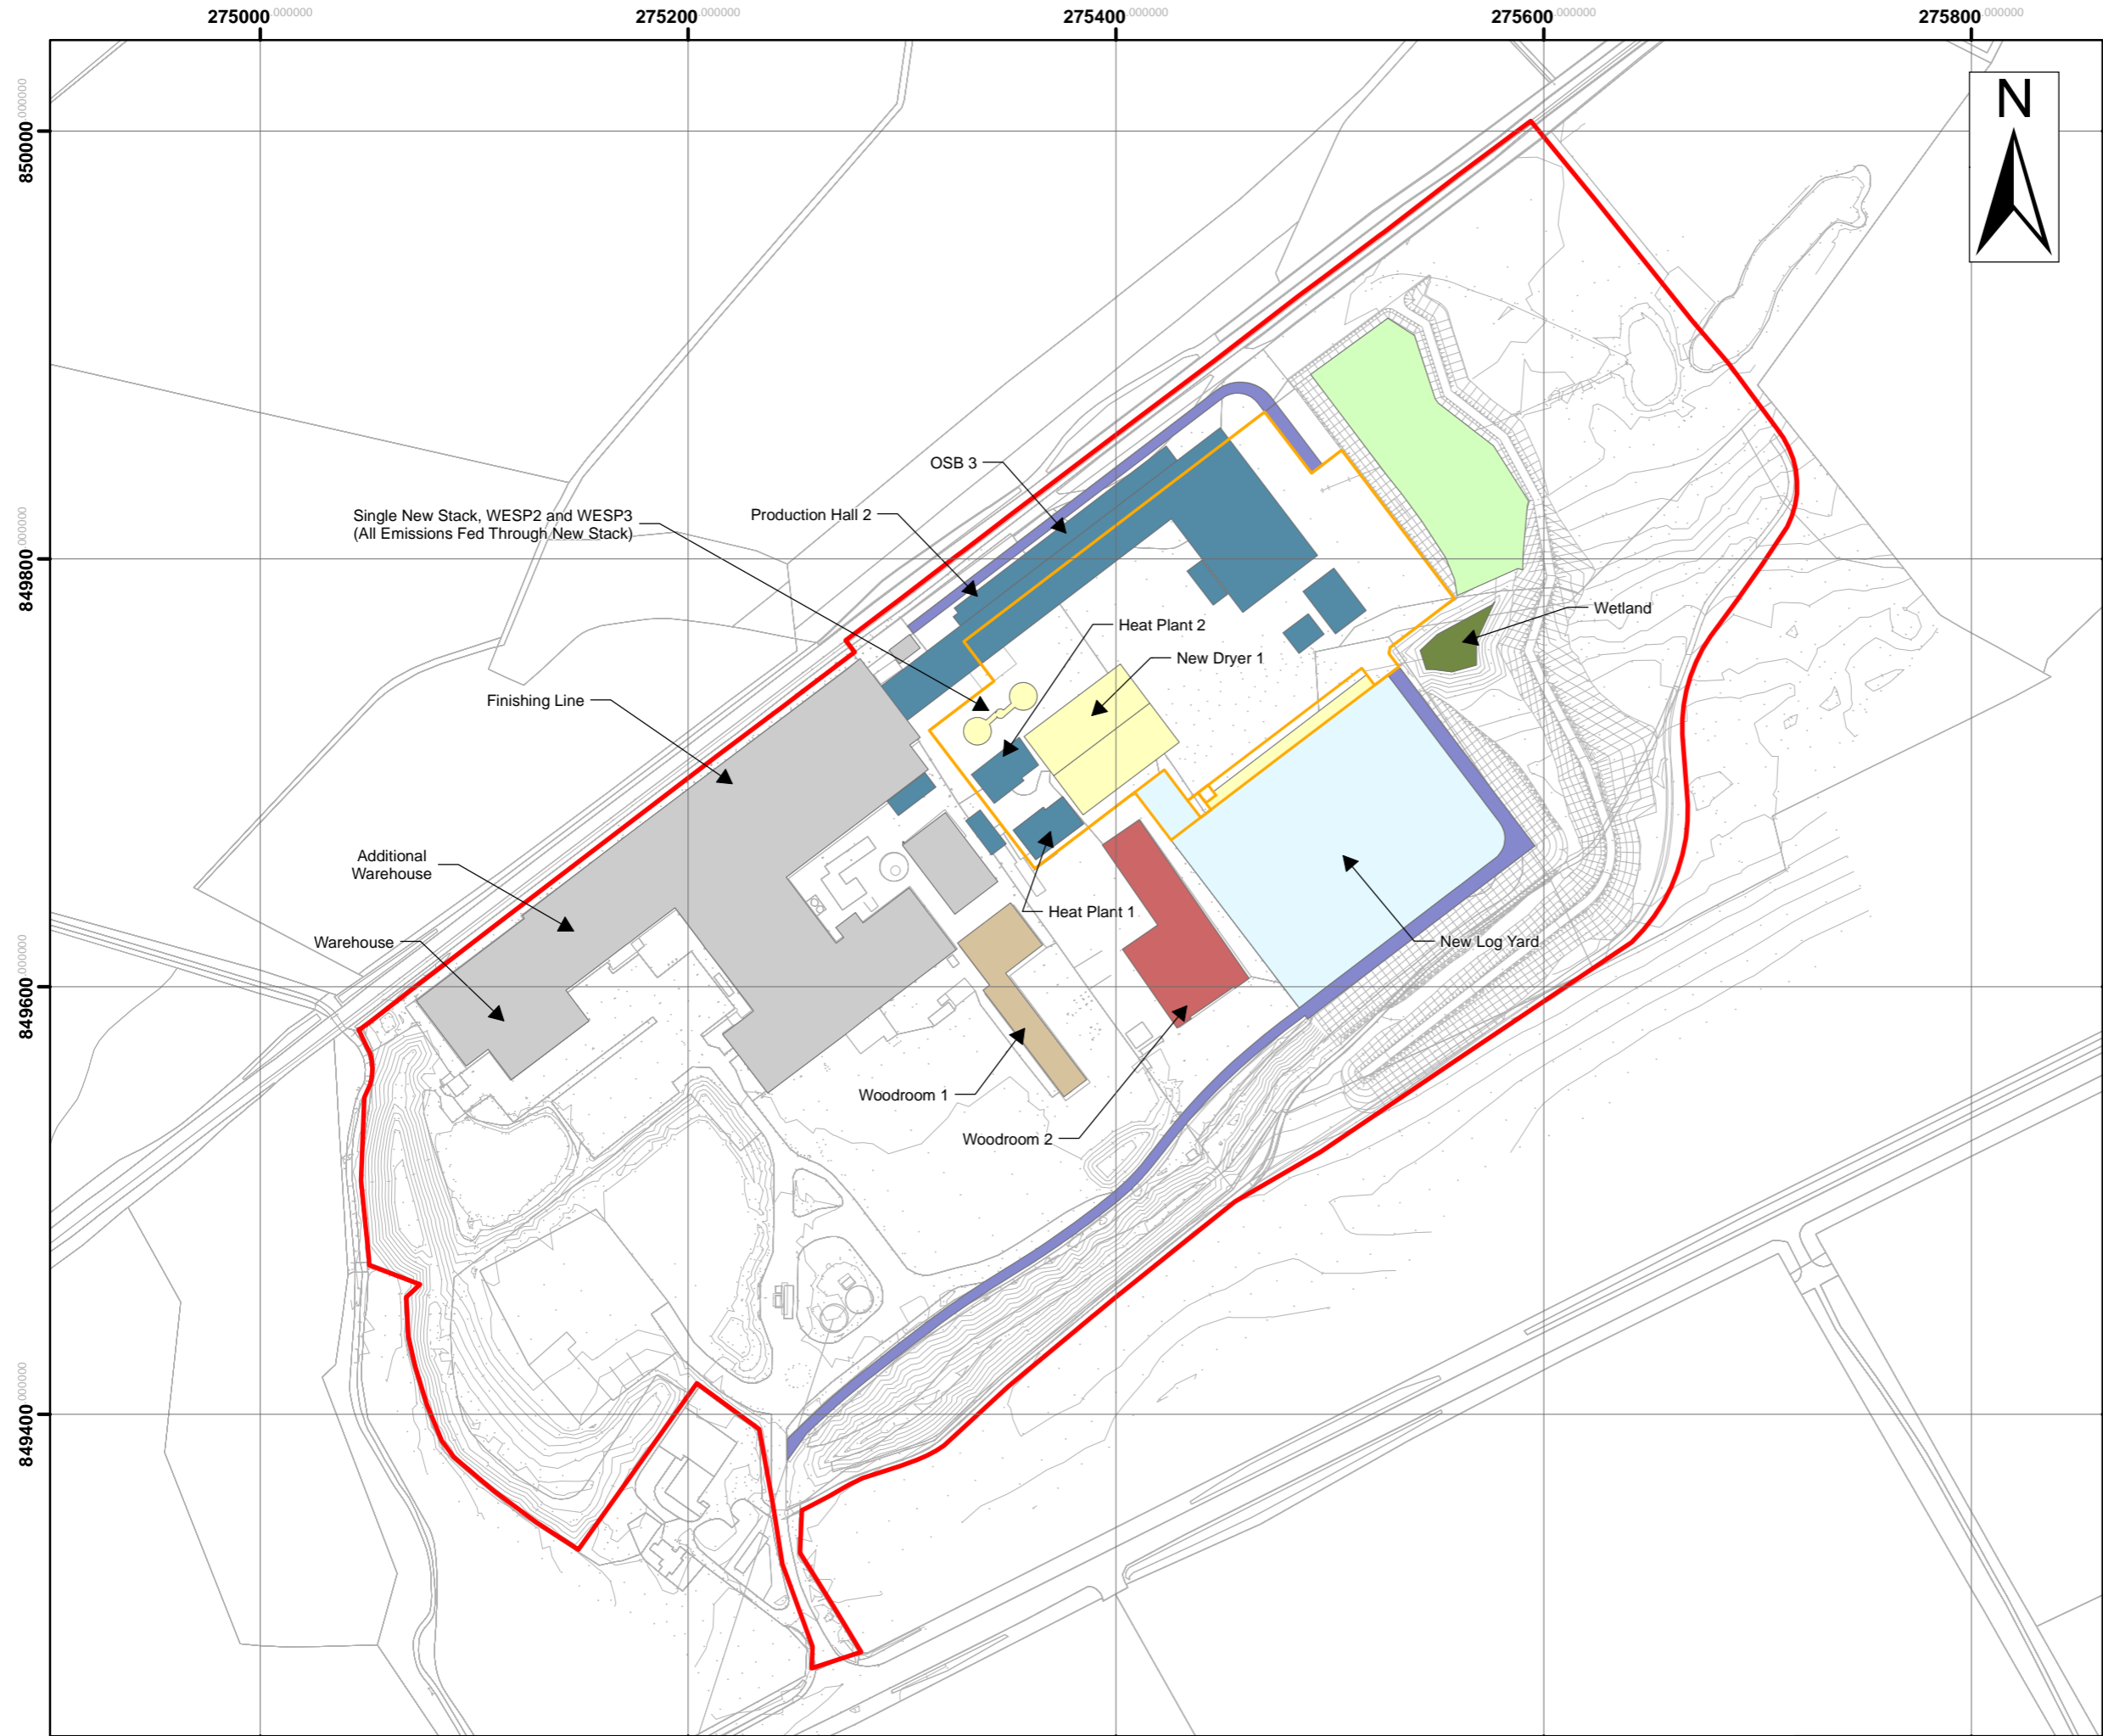 275000.000000
275200.000000
275400.000000
275600.000000
275800.000000
850000.000000
849800.000000
849600.000000
849400.000000
N
OSB 3
Production Hall 2
Single New Stack, WESP2 and WESP3
(All Emissions Fed Through New Stack)
Wetland
Heat Plant 2
New Dryer 1
Finishing Line
Additional
Warehouse
Heat Plant 1
Warehouse
New Log Yard
Woodroom 1
Woodroom 2